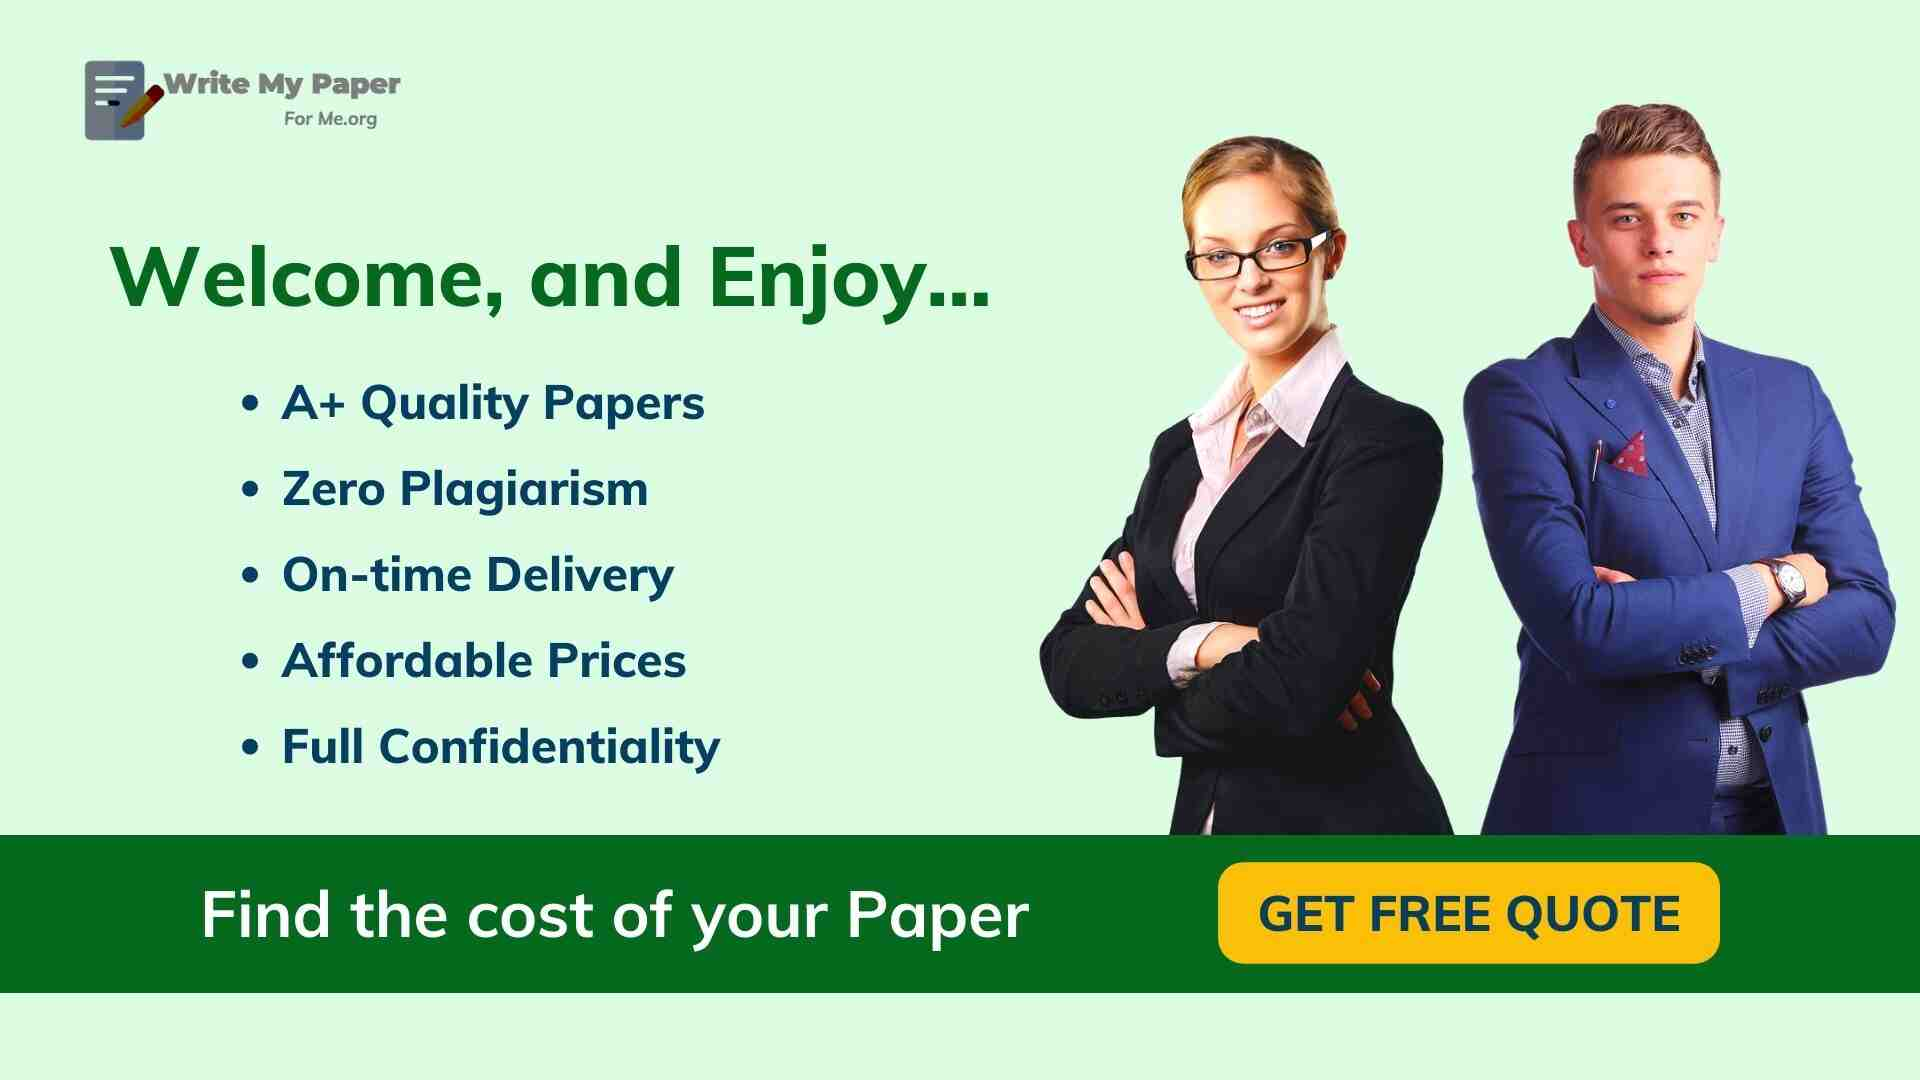 Write My Paper
For Me.org
Welcome, and Enjoy...
• A+ Quality Papers
• Zero Plagiarism
• On-time Delivery
• Affordable Prices
• Full Confidentiality
Find the cost of your Paper
GET FREE QUOTE